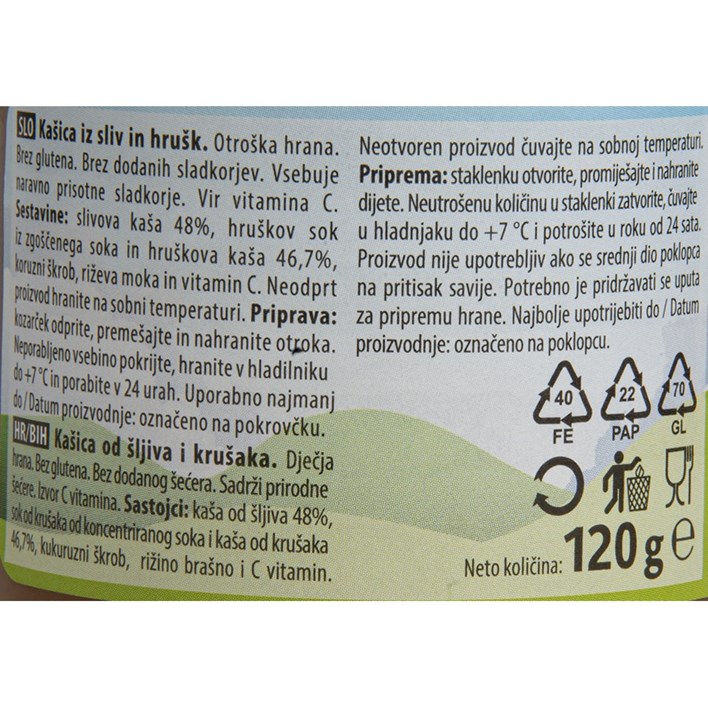 SLO Kašica iz sliv in hrušk. Otroška hrana.
Brez glutena. Brez dodanih sladkorjev. Vsebuje
naravno prisotne sladkorje. Vir vitamina C.
Sestavine: slivova kaša 48%, hruškov sok
iz zgoščenega soka in hruškova kaša 46,7%,
koruzni škrob, riževa moka in vitamin C. Neodprt
proizvod hranite na sobni temperaturi. Priprava:
kozarček odprite, premešajte in nahranite otroka.
Neporabljeno vsebino pokrijte, hranite v hladilniku
do +7 °C in porabite v 24 urah. Uporabno najmanj
do / Datum proizvodnje: označeno na pokrovčku.
HR/BIH Kašica od šljiva i krušaka. Dječja
hrana. Bez glutena. Bez dodanog šećera. Sadrži prirodne
šećere. Izvor C vitamina. Sastojci: kaša od šljiva 48%,
sok od krušaka od koncentriranog soka i kaša od krušaka
46,7%, kukuruzni škrob, rižino brašno i C vitamin.
Neotvoren proizvod čuvajte na sobnoj temperaturi.
Priprema: staklenku otvorite, promiješajte i nahranite
dijete. Neutrošenu količinu u staklenki zatvorite, čuvajte
u hladnjaku do +7 °C i potrošite u roku od 24 sata.
Proizvod nije upotrebljiv ako se srednji dio poklopca
na pritisak savije. Potrebno je pridržavati se uputa
za pripremu hrane. Najbolje upotrijebiti do / Datum
proizvodnje: označeno na poklopcu.
40 22 70
FE PAP GL
Neto količina: 120 g e